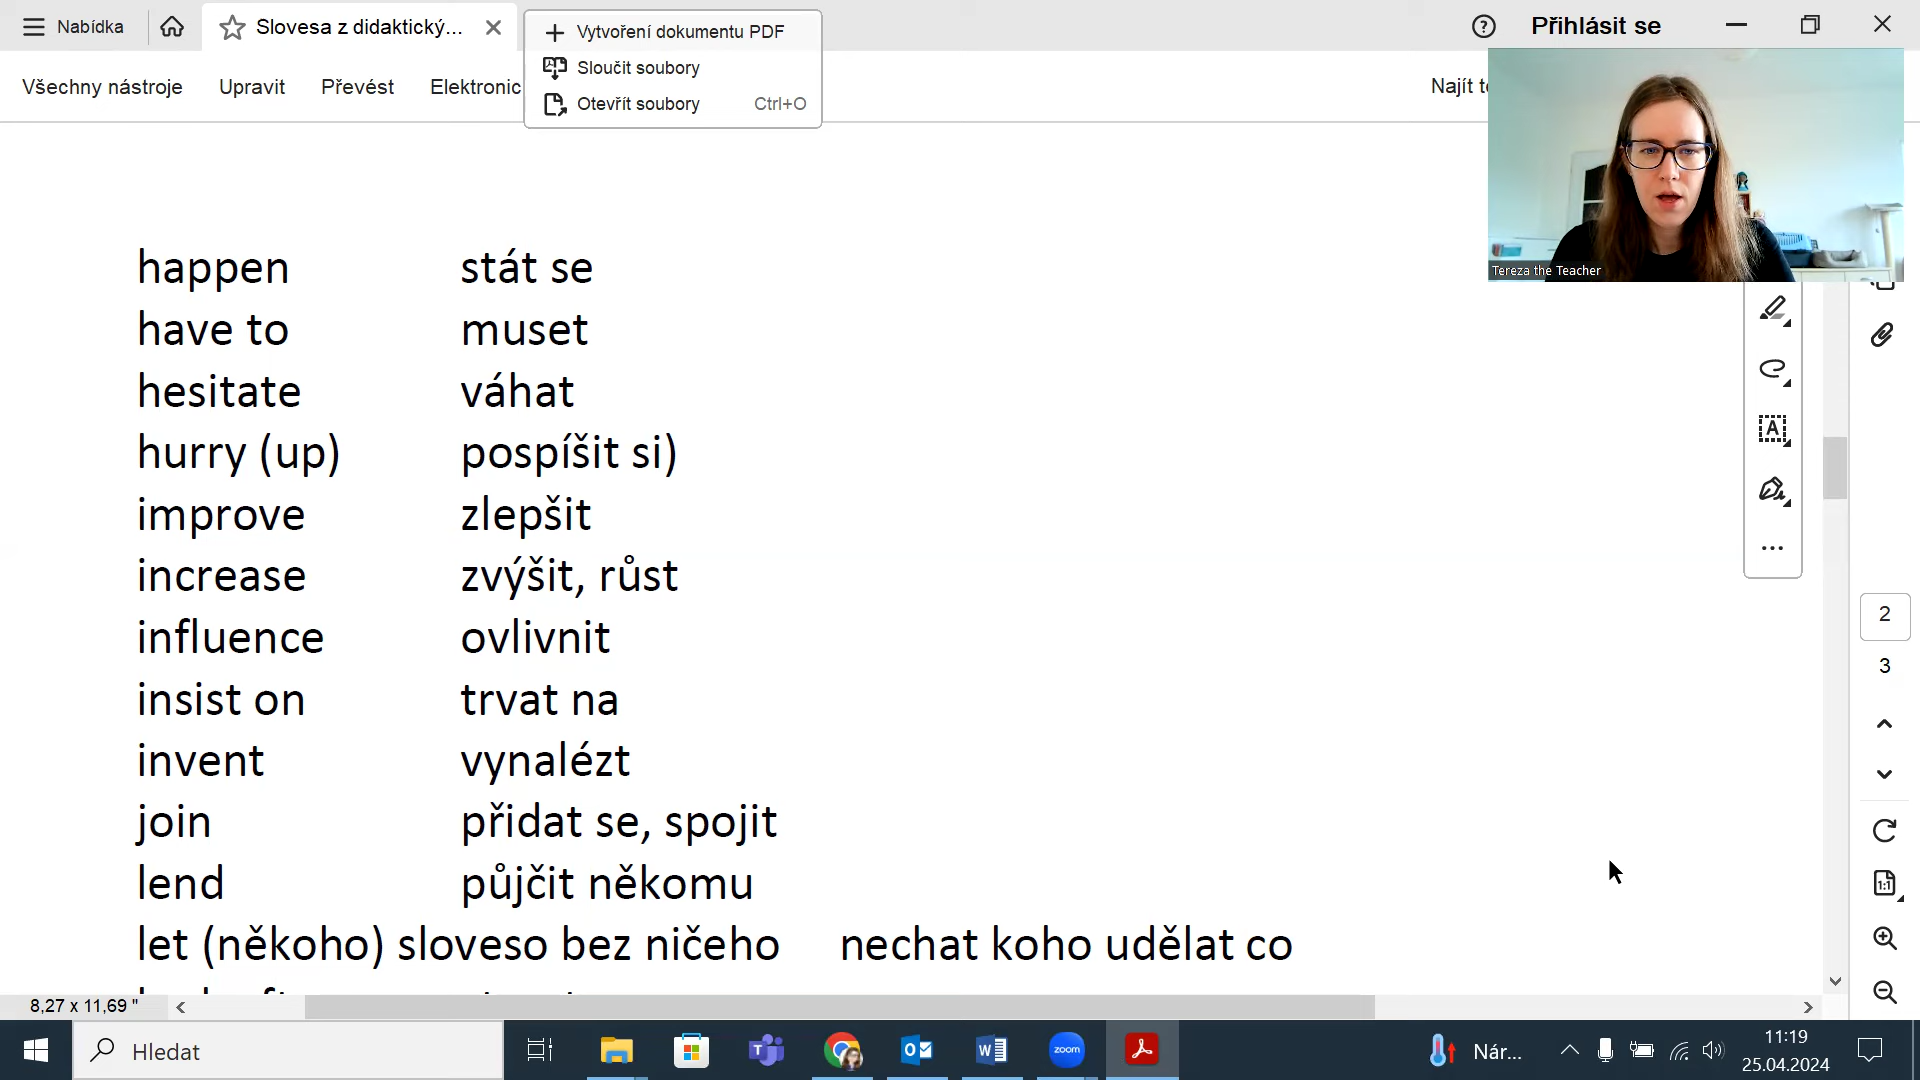 Nabídka
Slovesa z didaktický...
Vytvoření dokumentu PDF
Přihlásit se
Sloučit soubory
Všechny nástroje
Upravit
Převést
Elektronic
Otevřít soubory
Ctrl+O
Najít
Tereza the Teacher
happen stát se
have to muset
hesitate váhat
hurry (up) pospíšit si)
improve zlepšit
increase zvýšit, růst
influence ovlivnit
insist on trvat na
invent vynalézt
join přidat se, spojit
lend půjčit někomu
let (někoho) sloveso bez ničeho nechat koho udělat co
2
3
8,27 x 11,69 "
Hledat
zoom
Nár...
11:19
25.04.2024